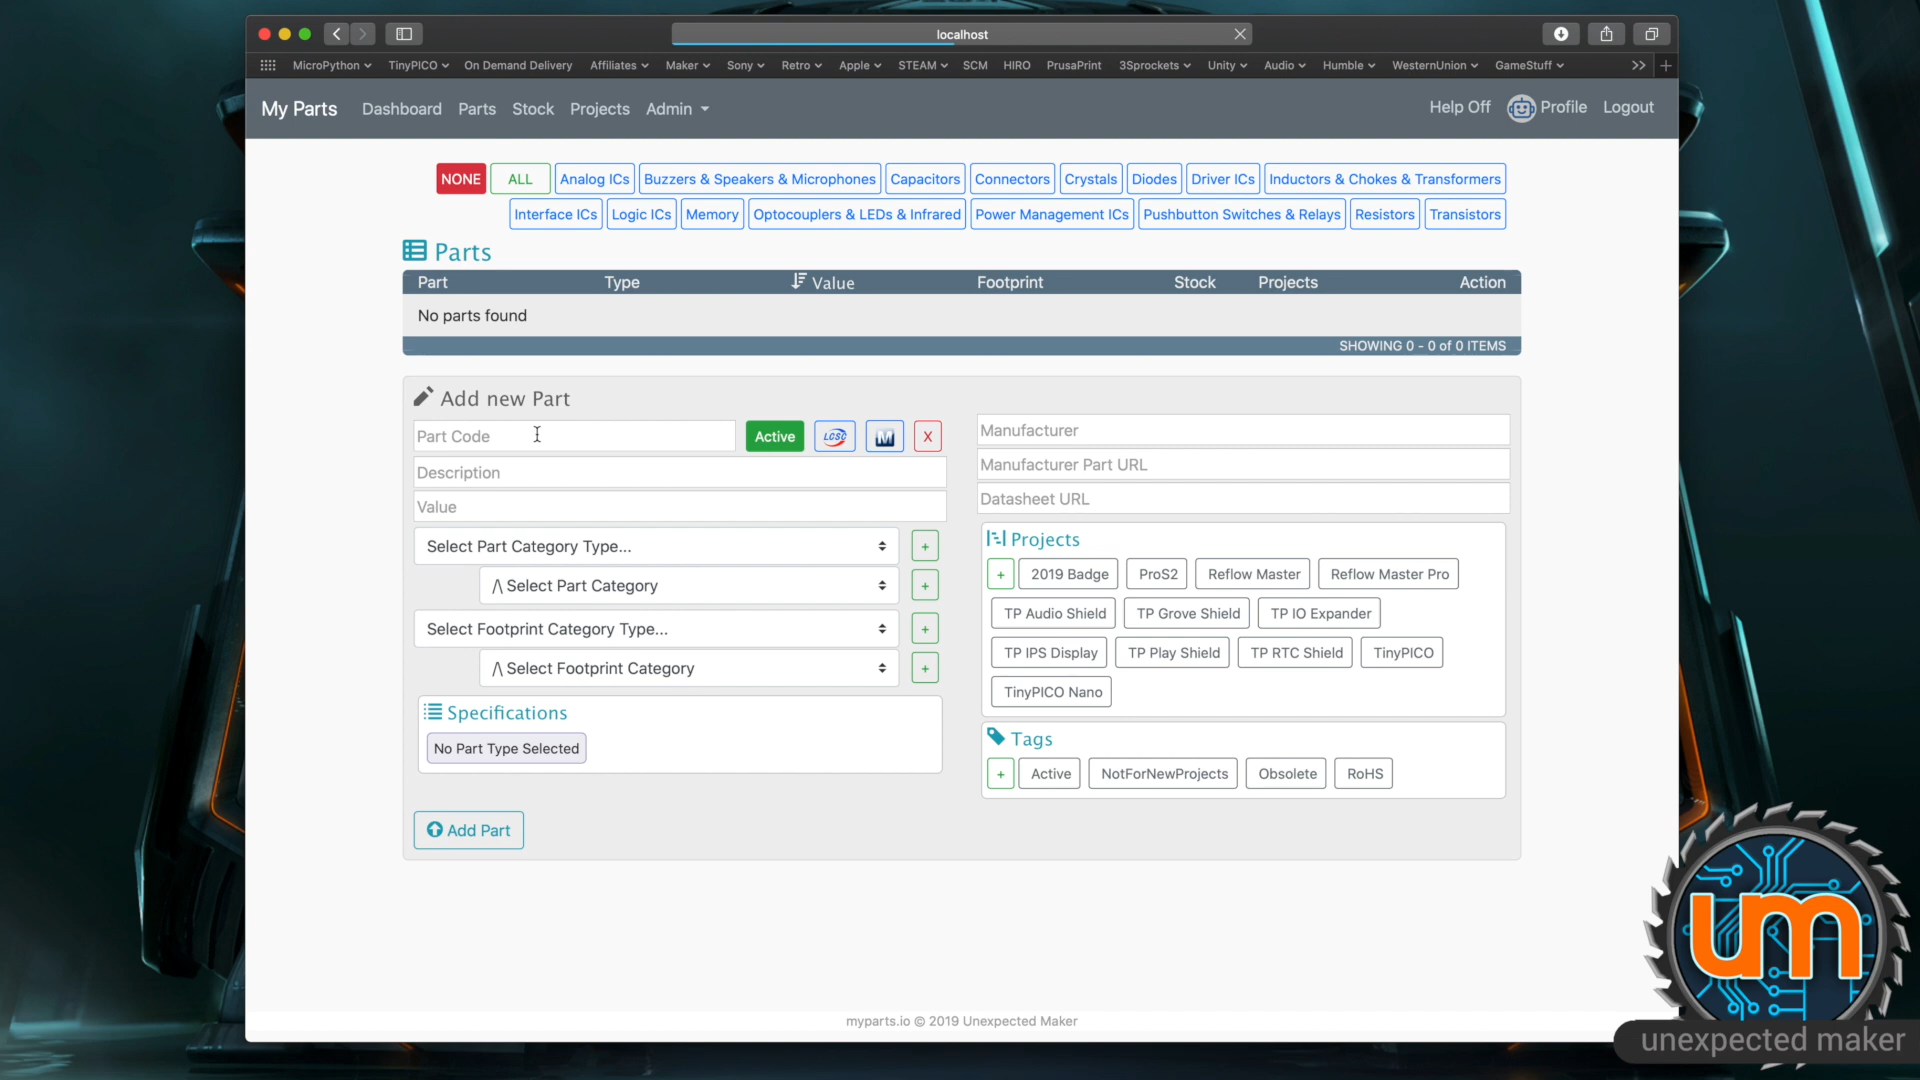 localhost
MicroPython TinyPICO On Demand Delivery Affiliates Maker Sony Retro Apple STEAM SCM HIRO PrusaPrint 3Sprockets Unity Audio Humble WesternUnion GameStuff
My Parts Dashboard Parts Stock Projects Admin Help Off Profile Logout
NONE ALL Analog ICs Buzzers & Speakers & Microphones Capacitors Connectors Crystals Diodes Driver ICs Inductors & Chokes & Transformers
Interface ICs Logic ICs Memory Optocouplers & LEDs & Infrared Power Management ICs Pushbutton Switches & Relays Resistors Transistors
Parts
Part Type Value Footprint Stock Projects Action
No parts found
SHOWING 0 - 0 of 0 ITEMS
Add new Part
Part Code Active LCSC M X
Description
Value
Select Part Category Type... +
/\ Select Part Category +
Select Footprint Category Type... +
/\ Select Footprint Category +
Specifications
No Part Type Selected
Add Part
Manufacturer
Manufacturer Part URL
Datasheet URL
Projects
+ 2019 Badge ProS2 Reflow Master Reflow Master Pro
TP Audio Shield TP Grove Shield TP IO Expander
TP IPS Display TP Play Shield TP RTC Shield TinyPICO
TinyPICO Nano
Tags
+ Active NotForNewProjects Obsolete RoHS
myparts.io © 2019 Unexpected Maker
um
unexpected maker